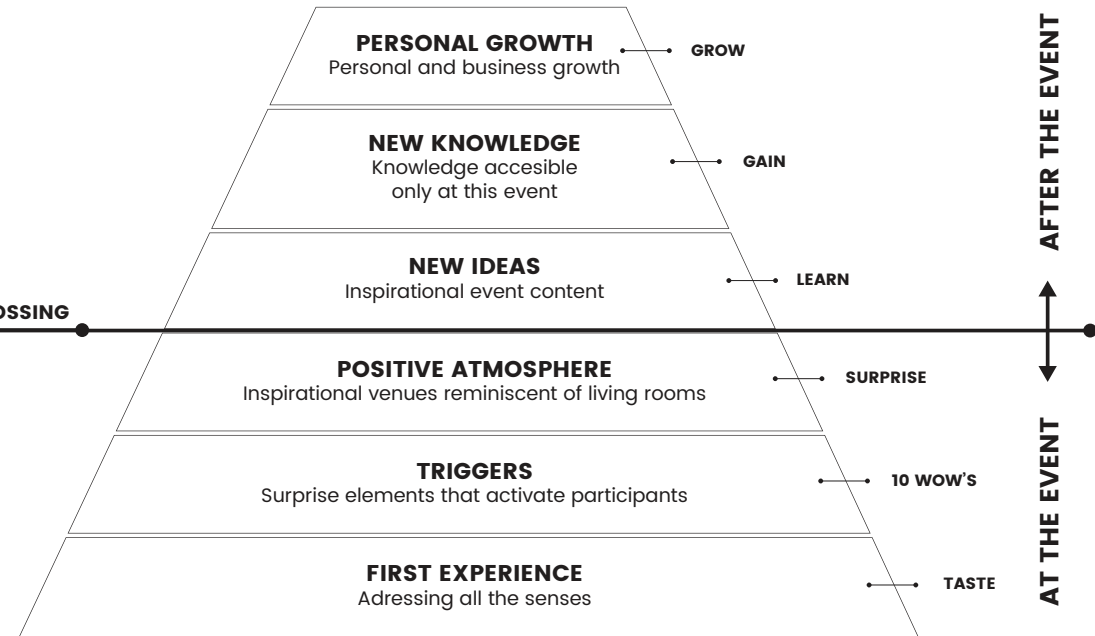 PERSONAL GROWTH
Personal and business growth
GROW
NEW KNOWLEDGE
Knowledge accesible
only at this event
GAIN
NEW IDEAS
Inspirational event content
LEARN
AFTER THE EVENT
OSSING
POSITIVE ATMOSPHERE
Inspirational venues reminiscent of living rooms
SURPRISE
TRIGGERS
Surprise elements that activate participants
10 WOW'S
FIRST EXPERIENCE
Adressing all the senses
TASTE
AT THE EVENT